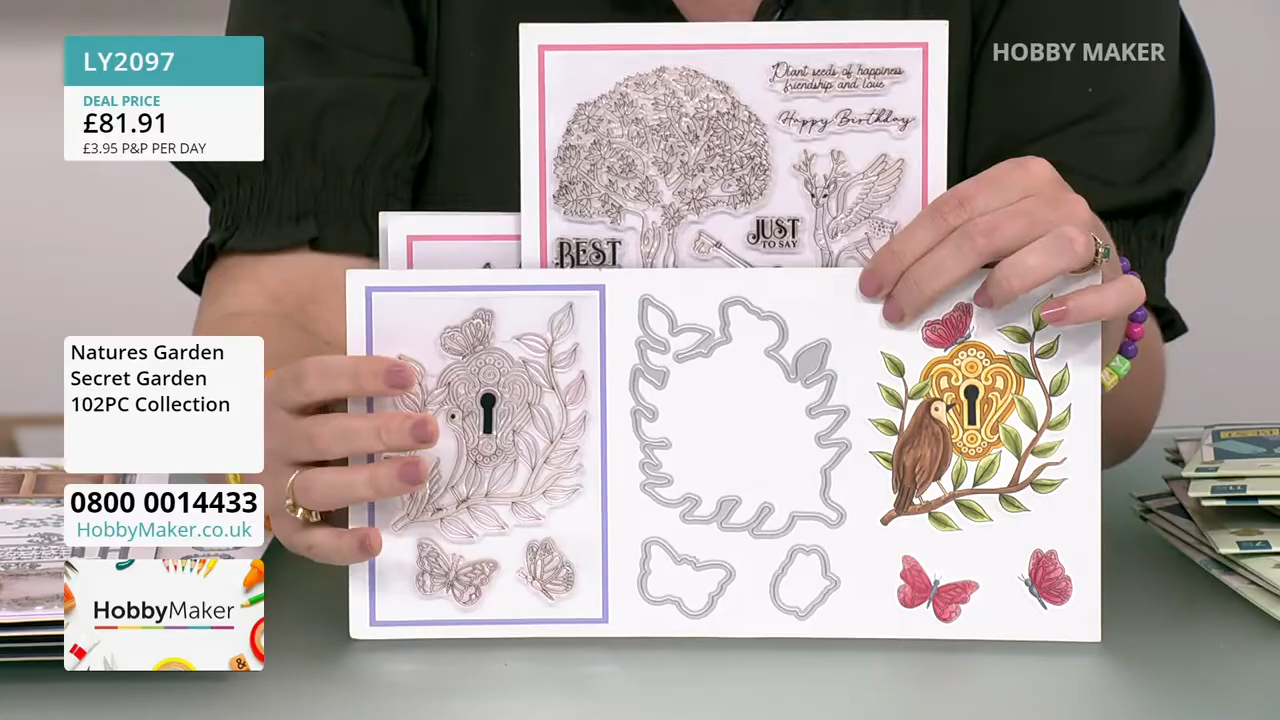 LY2097
DEAL PRICE
£81.91
£3.95 P&P PER DAY
HOBBY MAKER
Plant seeds of happiness
friendship and love
Happy Birthday
JUST
TO SAY
BEST
Natures Garden
Secret Garden
102PC Collection
0800 0014433
HobbyMaker.co.uk
HobbyMaker
&